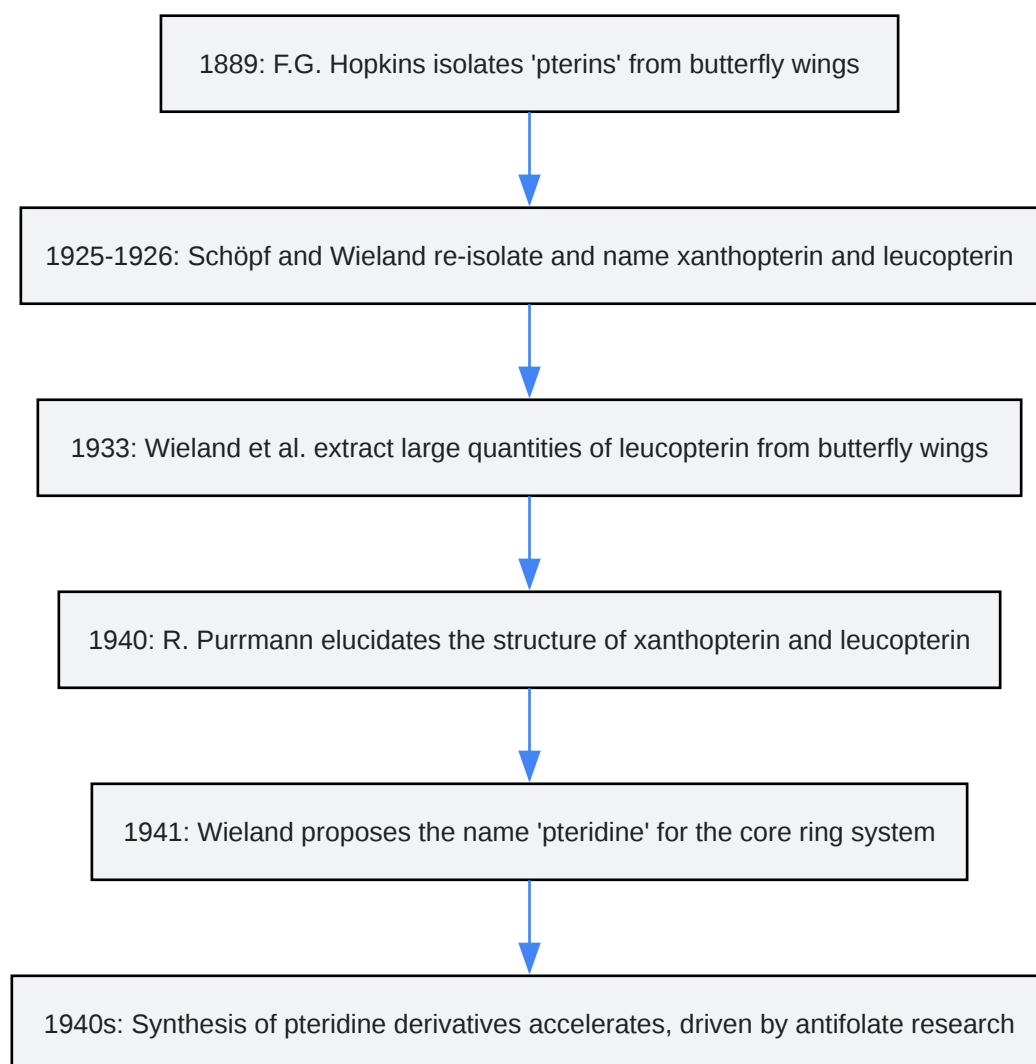 1889: F.G. Hopkins isolates 'pterins' from butterfly wings
1925-1926: Schöpf and Wieland re-isolate and name xanthopterin and leucopterin
1933: Wieland et al. extract large quantities of leucopterin from butterfly wings
1940: R. Purrmann elucidates the structure of xanthopterin and leucopterin
1941: Wieland proposes the name 'pteridine' for the core ring system
1940s: Synthesis of pteridine derivatives accelerates, driven by antifolate research